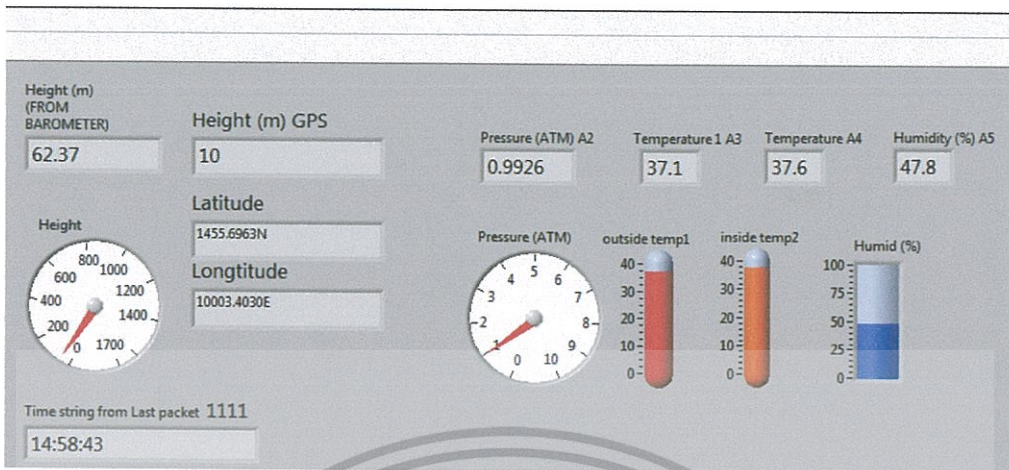 Height (m)
(FROM
BAROMETER)
62.37
Height (m) GPS
10
Pressure (ATM) A2
0.9926
Temperature 1 A3
37.1
Temperature A4
37.6
Humidity (%) A5
47.8
Latitude
1455.6963N
Longtitude
10003.4030E
Height
0
200
400
600
800
1000
1200
1400
1700
Pressure (ATM)
0
1
2
3
4
5
6
7
8
9
10
outside temp1
40
30
20
10
0
inside temp2
40
30
20
10
0
Humid (%)
100
75
50
25
0
Time string from Last packet 1111
14:58:43